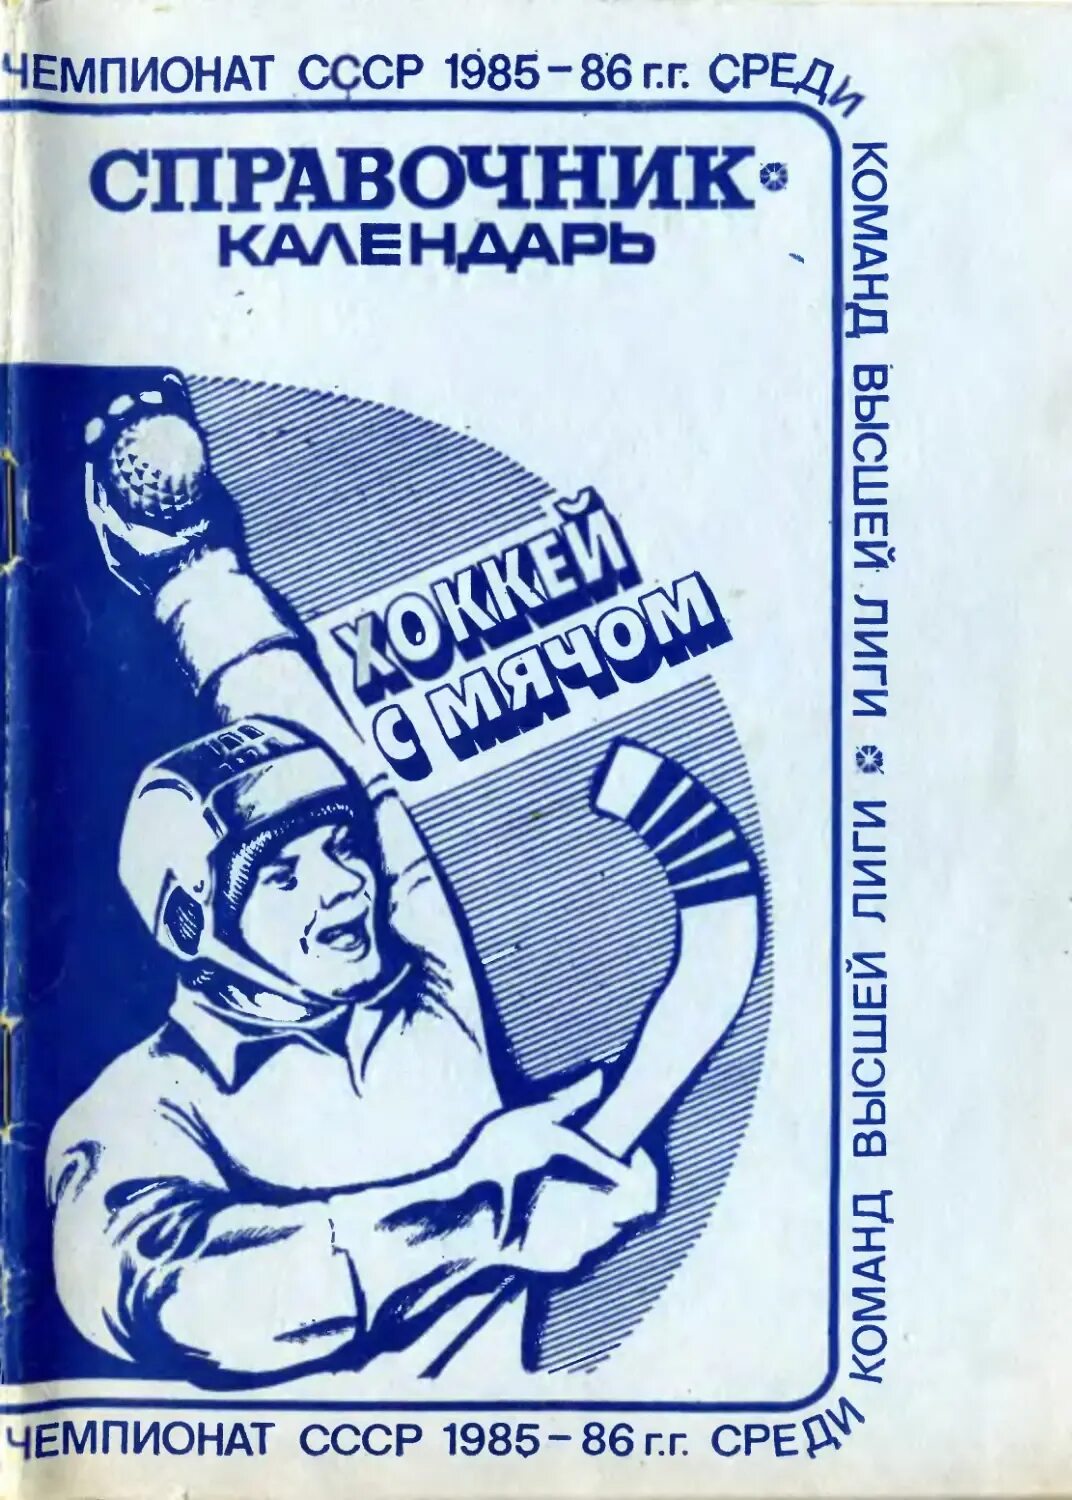 ЧЕМПИОНАТ СССР 1985-86 г.г. СРЕДИ
КОМАНД ВЫСШЕЙ ЛИГИ
СПРАВОЧНИК
КАЛЕНДАРЬ
ХОККЕЙ
С МЯЧОМ
ЧЕМПИОНАТ СССР 1985-86 г.г. СРЕДИ
КОМАНД ВЫСШЕЙ ЛИГИ